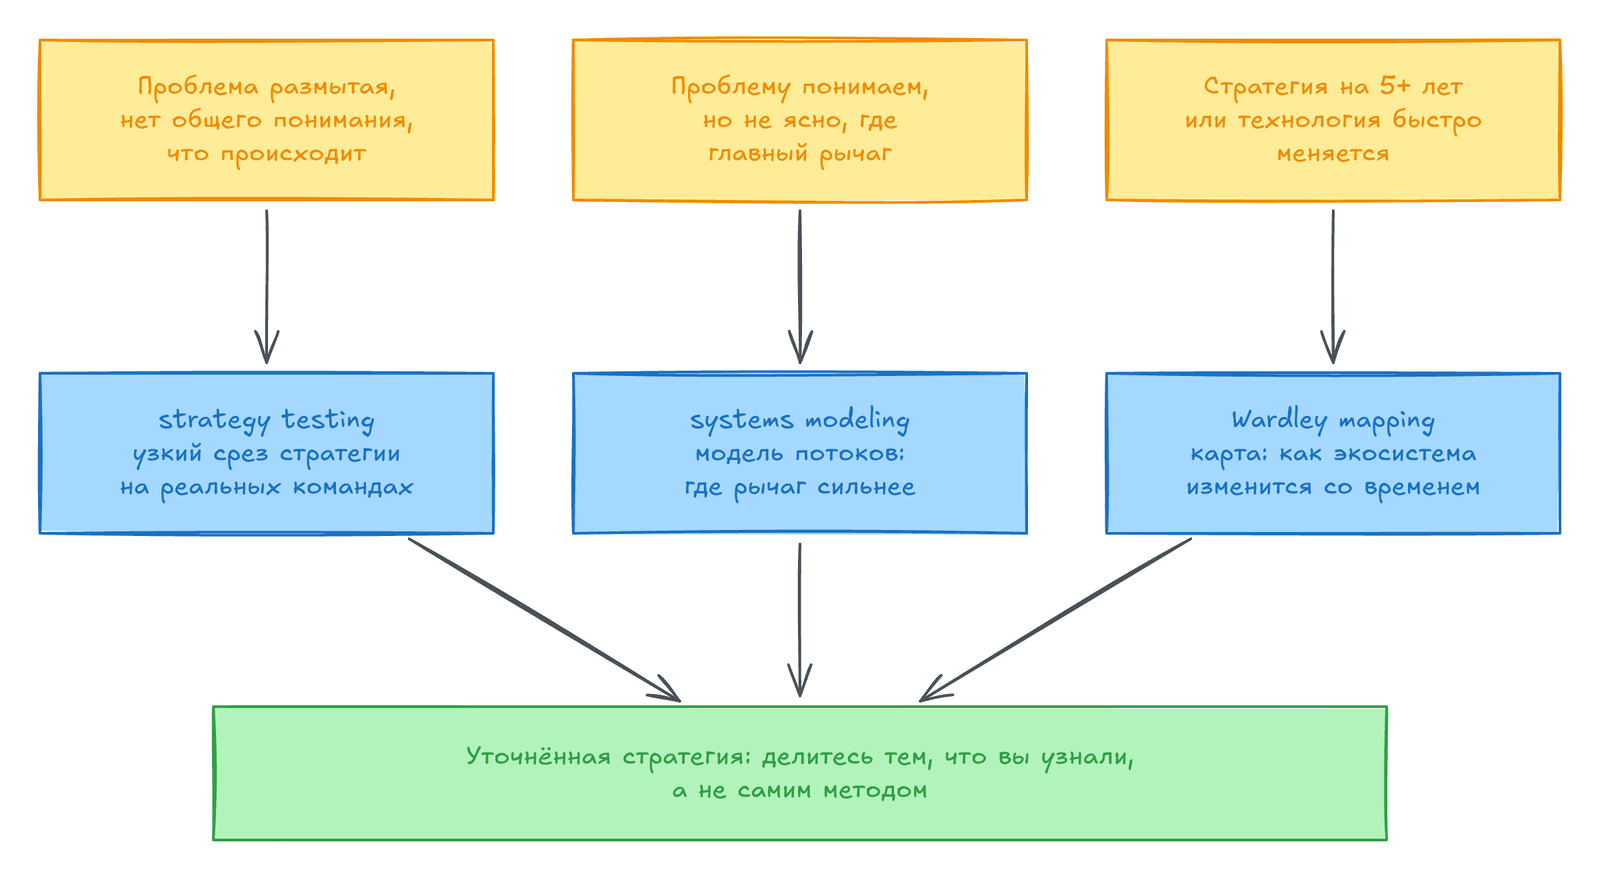 Проблема размытая,
нет общего понимания,
что происходит
Проблему понимаем,
но не ясно, где
главный рычаг
Стратегия на 5+ лет
или технология быстро
меняется
strategy testing
узкий срез стратегии
на реальных командах
systems modeling
модель потоков:
где рычаг сильнее
Wardley mapping
карта: как экосистема
изменится со временем
Уточнённая стратегия: делитесь тем, что вы узнали,
а не самим методом